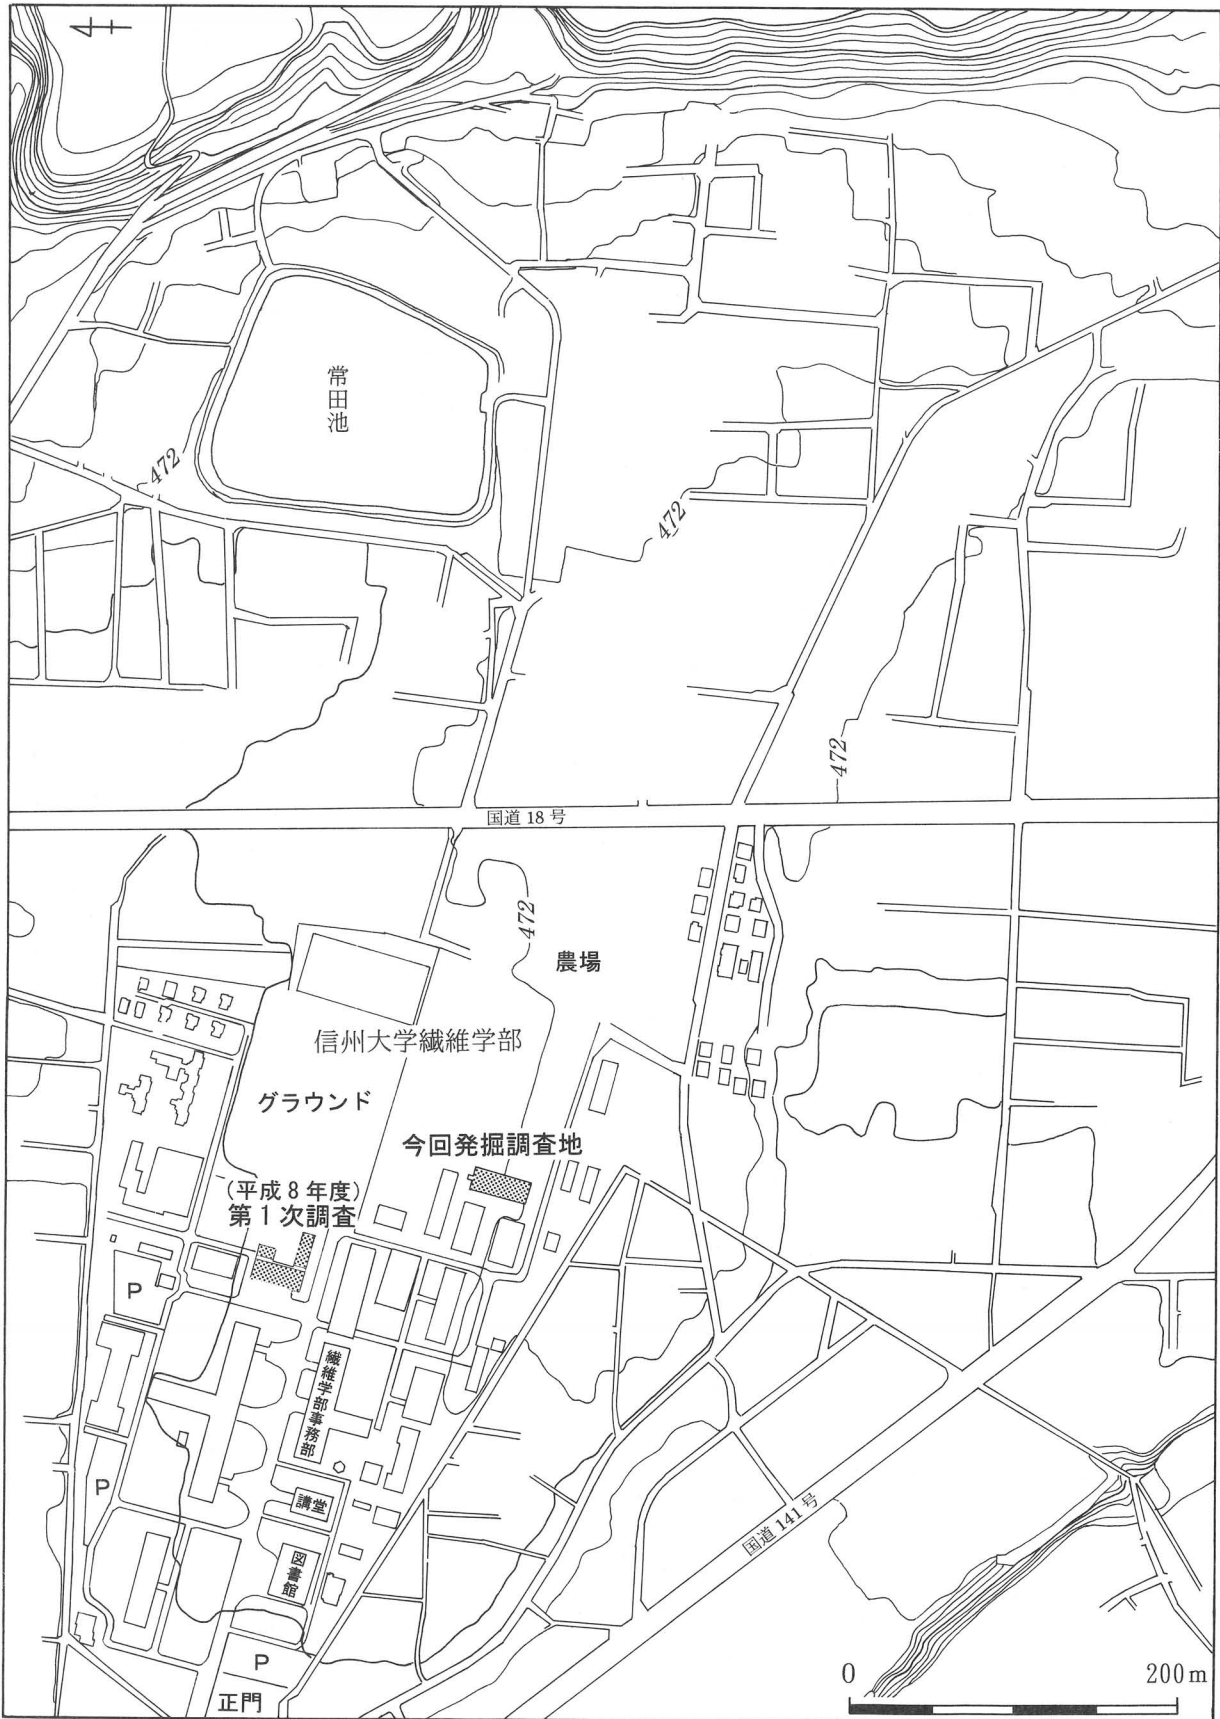 常田池
472
472
472
国道 18 号
472
農場
信州大学繊維学部
グラウンド
今回発掘調査地
(平成 8 年度)
第 1 次調査
P
繊維学部事務部
P
講堂
国道 141 号
図書館
P
正門
0 200m